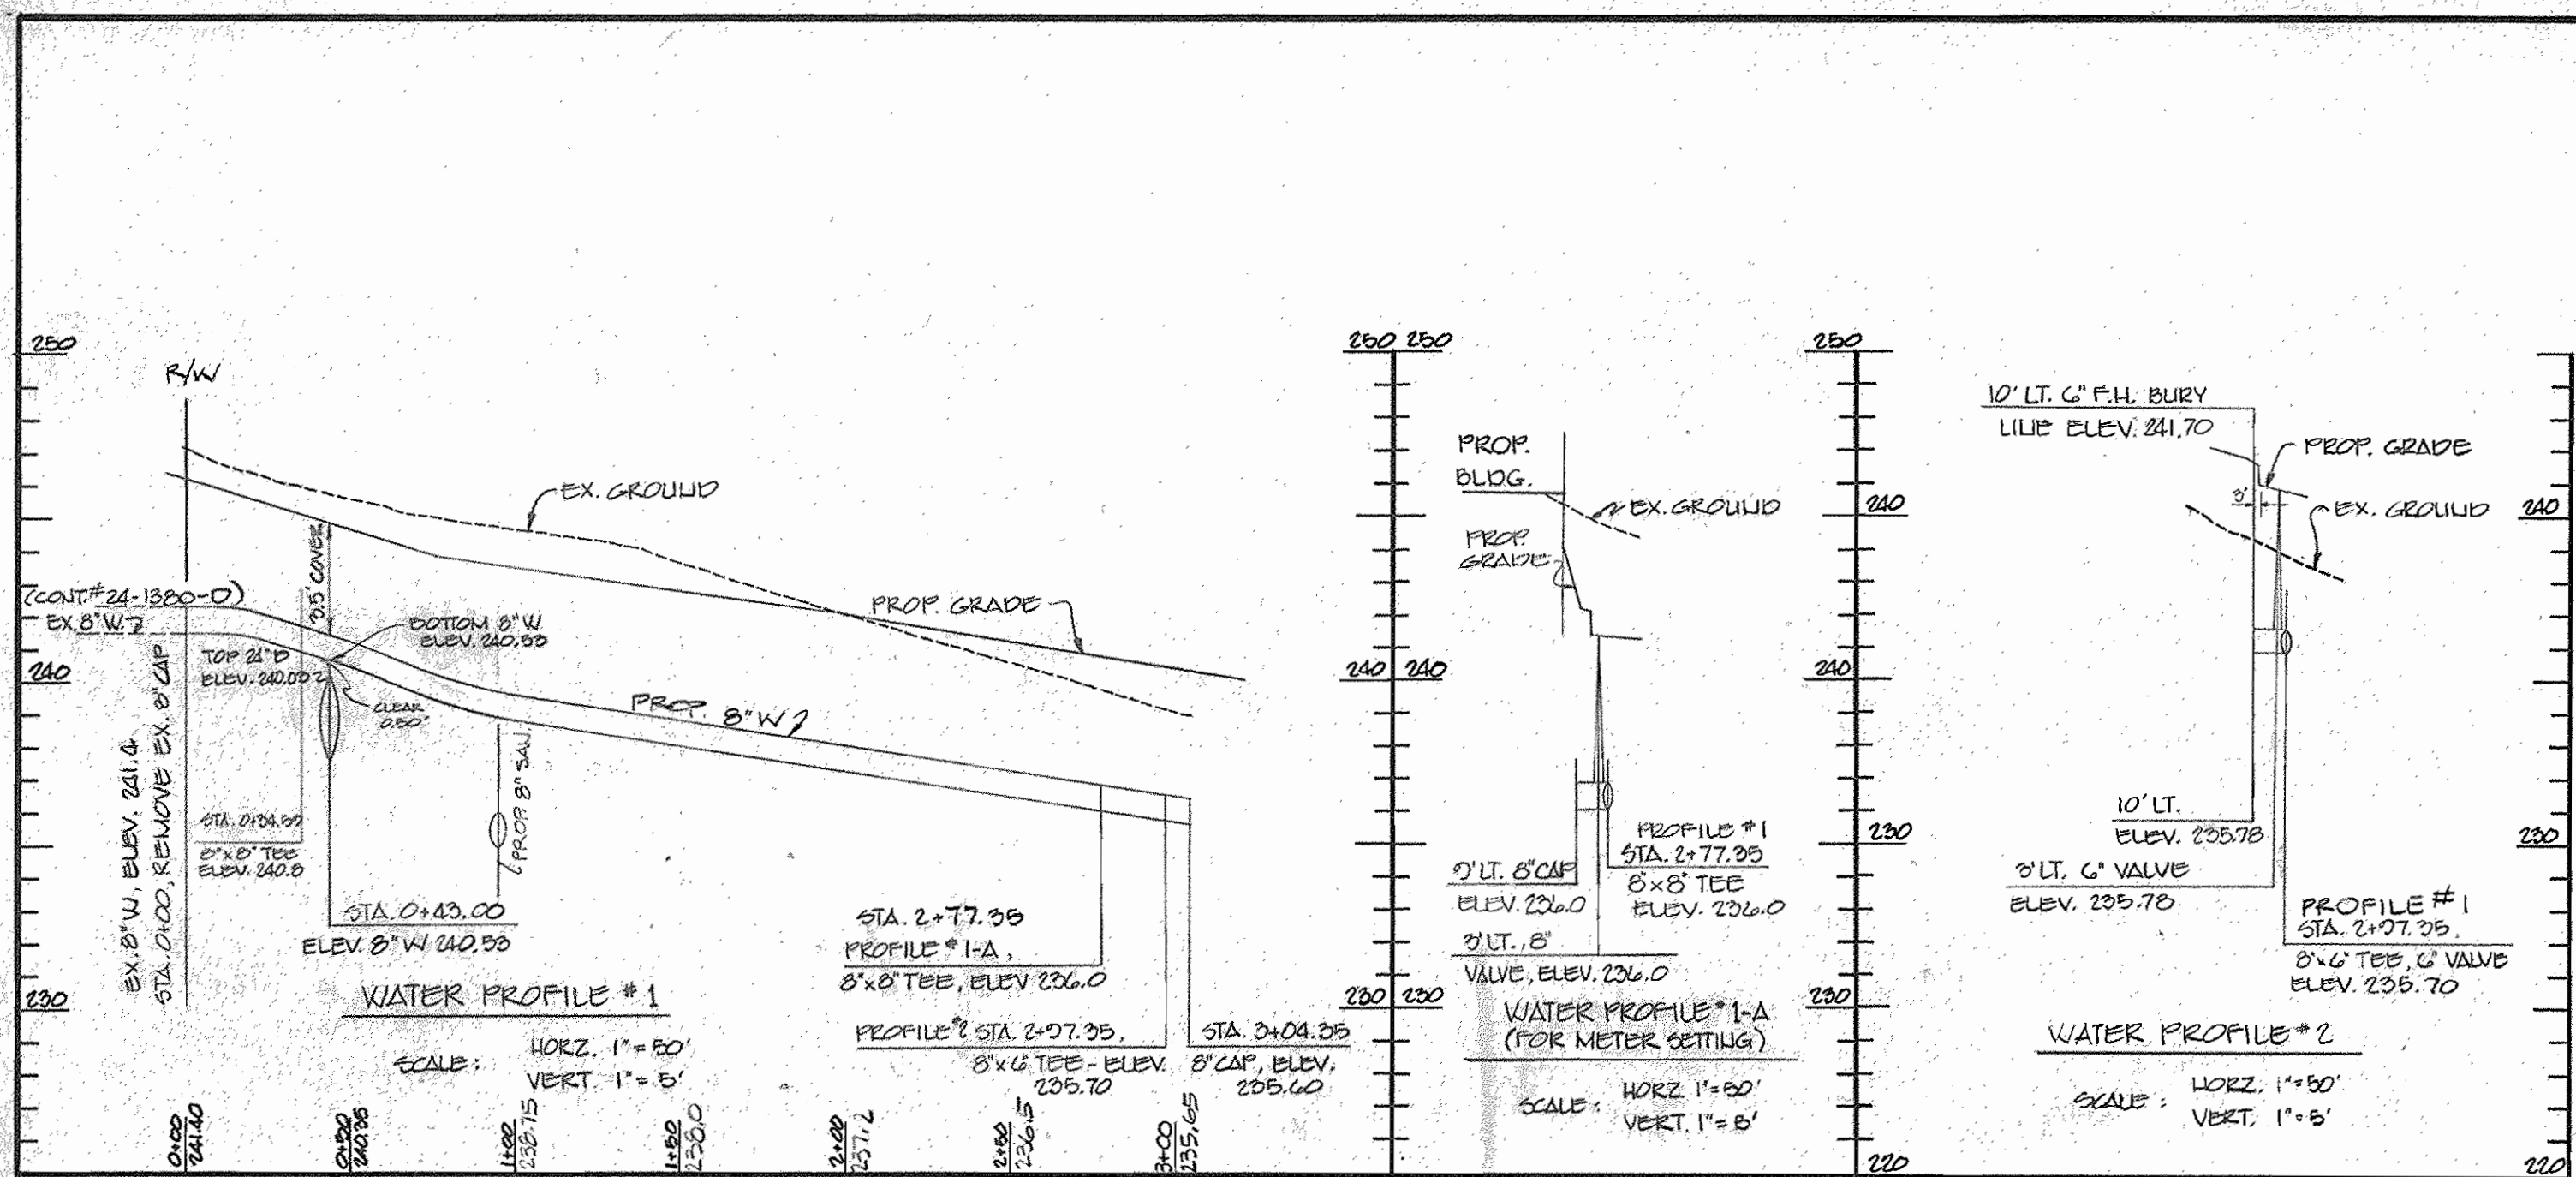 250
R/W
EX. GROUND
(CONT.#24-1380-D)
EX. 8" W.
3.5' COVER
BOTTOM 8" W
ELEV. 240.53
PROP. GRADE
TOP 21" D
ELEV. 240.03
CLEAR
0.50'
240
PROP. 8" W
EX. 8" W, ELEV. 241.4
STA. 0+00, REMOVE EX. 8" CAP
(PROP. 8" SAN.
8"x8" TEE
ELEV. 240.8
STA. 0+43.00
ELEV. 8" W 240.53
STA. 2+77.35
PROFILE #1-A,
8"x8" TEE, ELEV 236.0
230
WATER PROFILE #1
SCALE: HORZ. 1"=50'
VERT. 1"=5'
PROFILE #2 STA. 2+97.35,
8"x6" TEE - ELEV.
235.70
STA. 3+04.35
8" CAP, ELEV.
235.60
0+00
241.40
0+50
240.35
1+00
238.75
1+50
238.0
2+00
237.2
2+50
236.15
3+00
235.65
250 250
240 240
230 230
PROP.
BLDG.
EX. GROUND
PROP.
GRADE
PROFILE #1
STA. 2+77.35
8"x8" TEE
ELEV. 236.0
9' LT. 8" CAP
ELEV. 236.0
3' LT., 8"
VALVE, ELEV. 236.0
WATER PROFILE #1-A
(FOR METER SETTING)
SCALE: HORZ 1"=50'
VERT. 1"=5'
250
240
230
240
230
220
10' LT. 6" F.H. BURY
LINE ELEV. 241.70
PROP. GRADE
3'
EX. GROUND
10' LT.
ELEV. 235.78
3' LT. 6" VALVE
ELEV. 235.78
PROFILE #1
STA. 2+97.35,
8"x6" TEE, 6" VALVE
ELEV. 235.70
WATER PROFILE #2
SCALE: HORZ. 1"=50'
VERT. 1"=5'
240
230
220